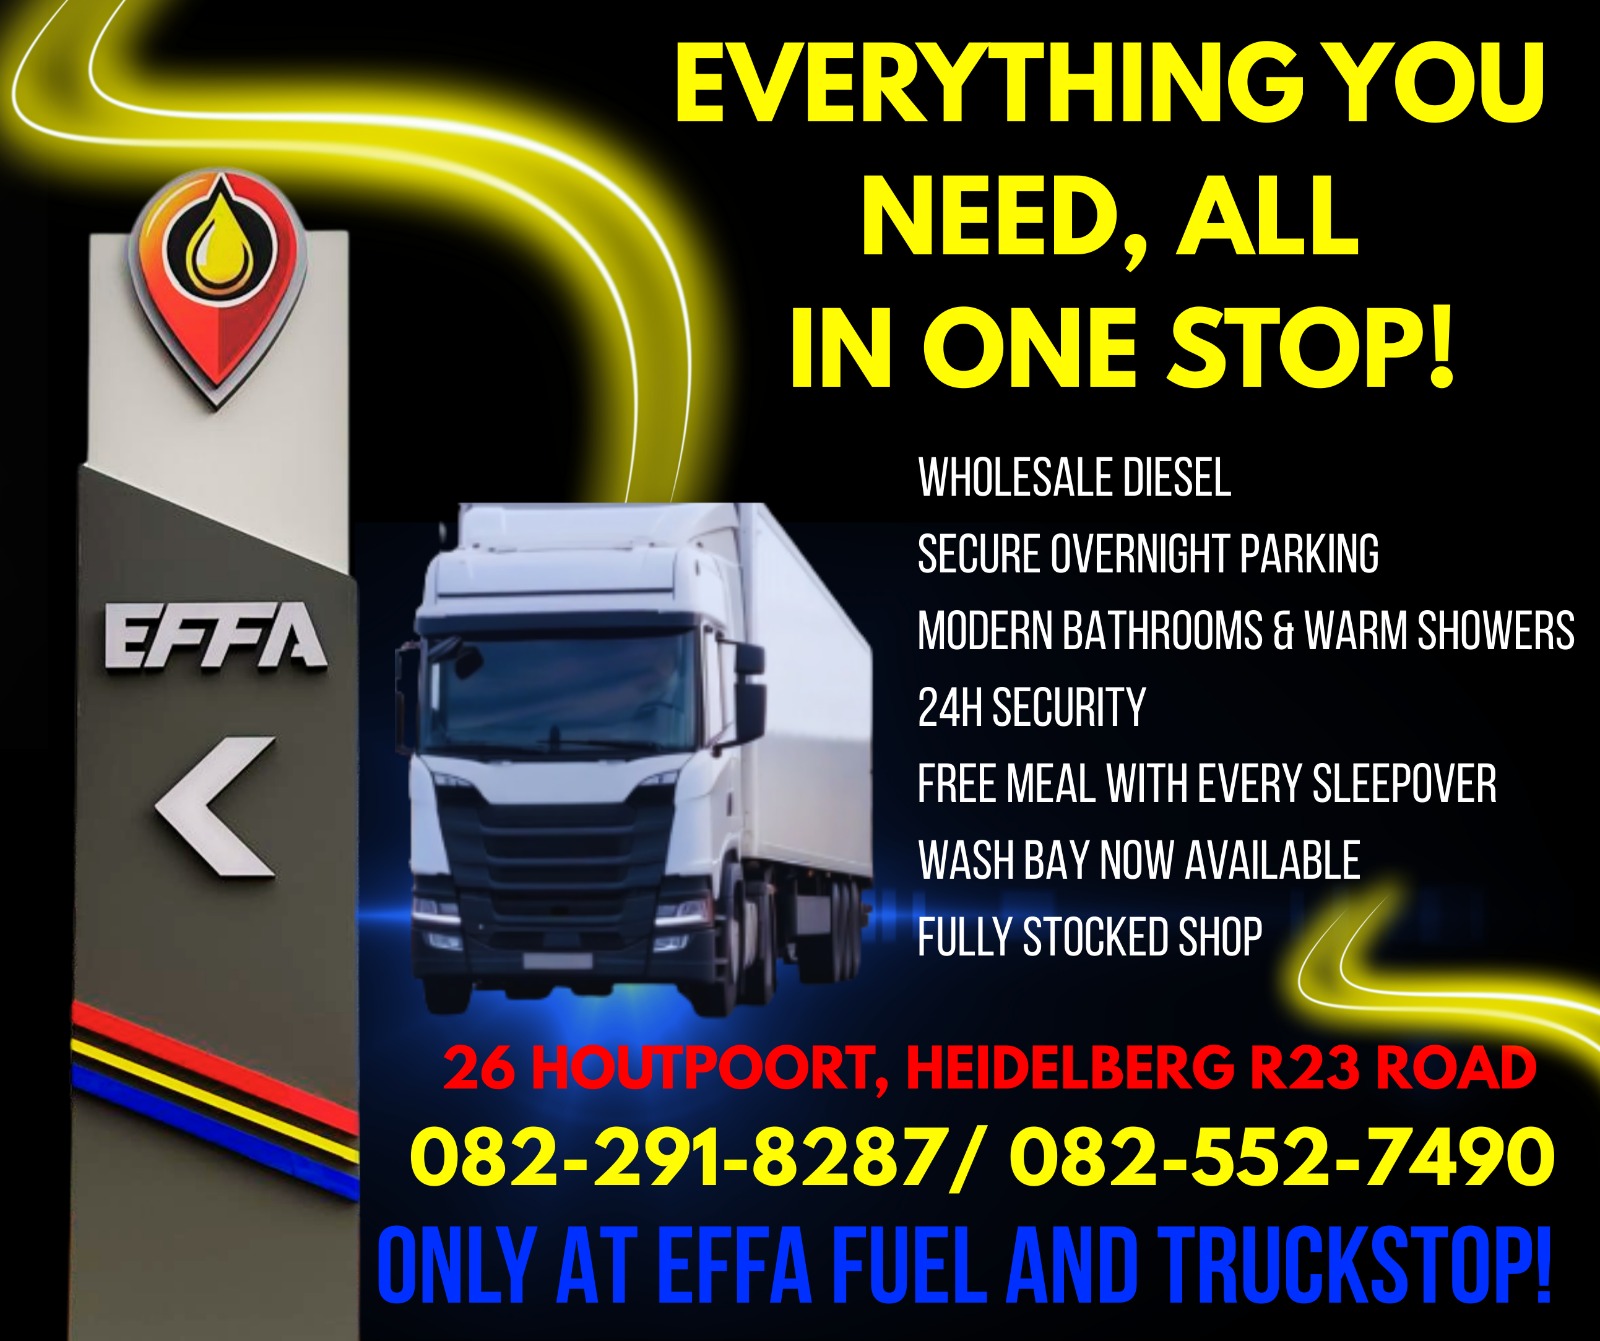 EVERYTHING YOU
NEED, ALL
IN ONE STOP!
WHOLESALE DIESEL
SECURE OVERNIGHT PARKING
MODERN BATHROOMS & WARM SHOWERS
24H SECURITY
FREE MEAL WITH EVERY SLEEPOVER
WASH BAY NOW AVAILABLE
FULLY STOCKED SHOP
EFFA
26 HOUTPOORT, HEIDELBERG R23 ROAD
082-291-8287/ 082-552-7490
ONLY AT EFFA FUEL AND TRUCKSTOP!